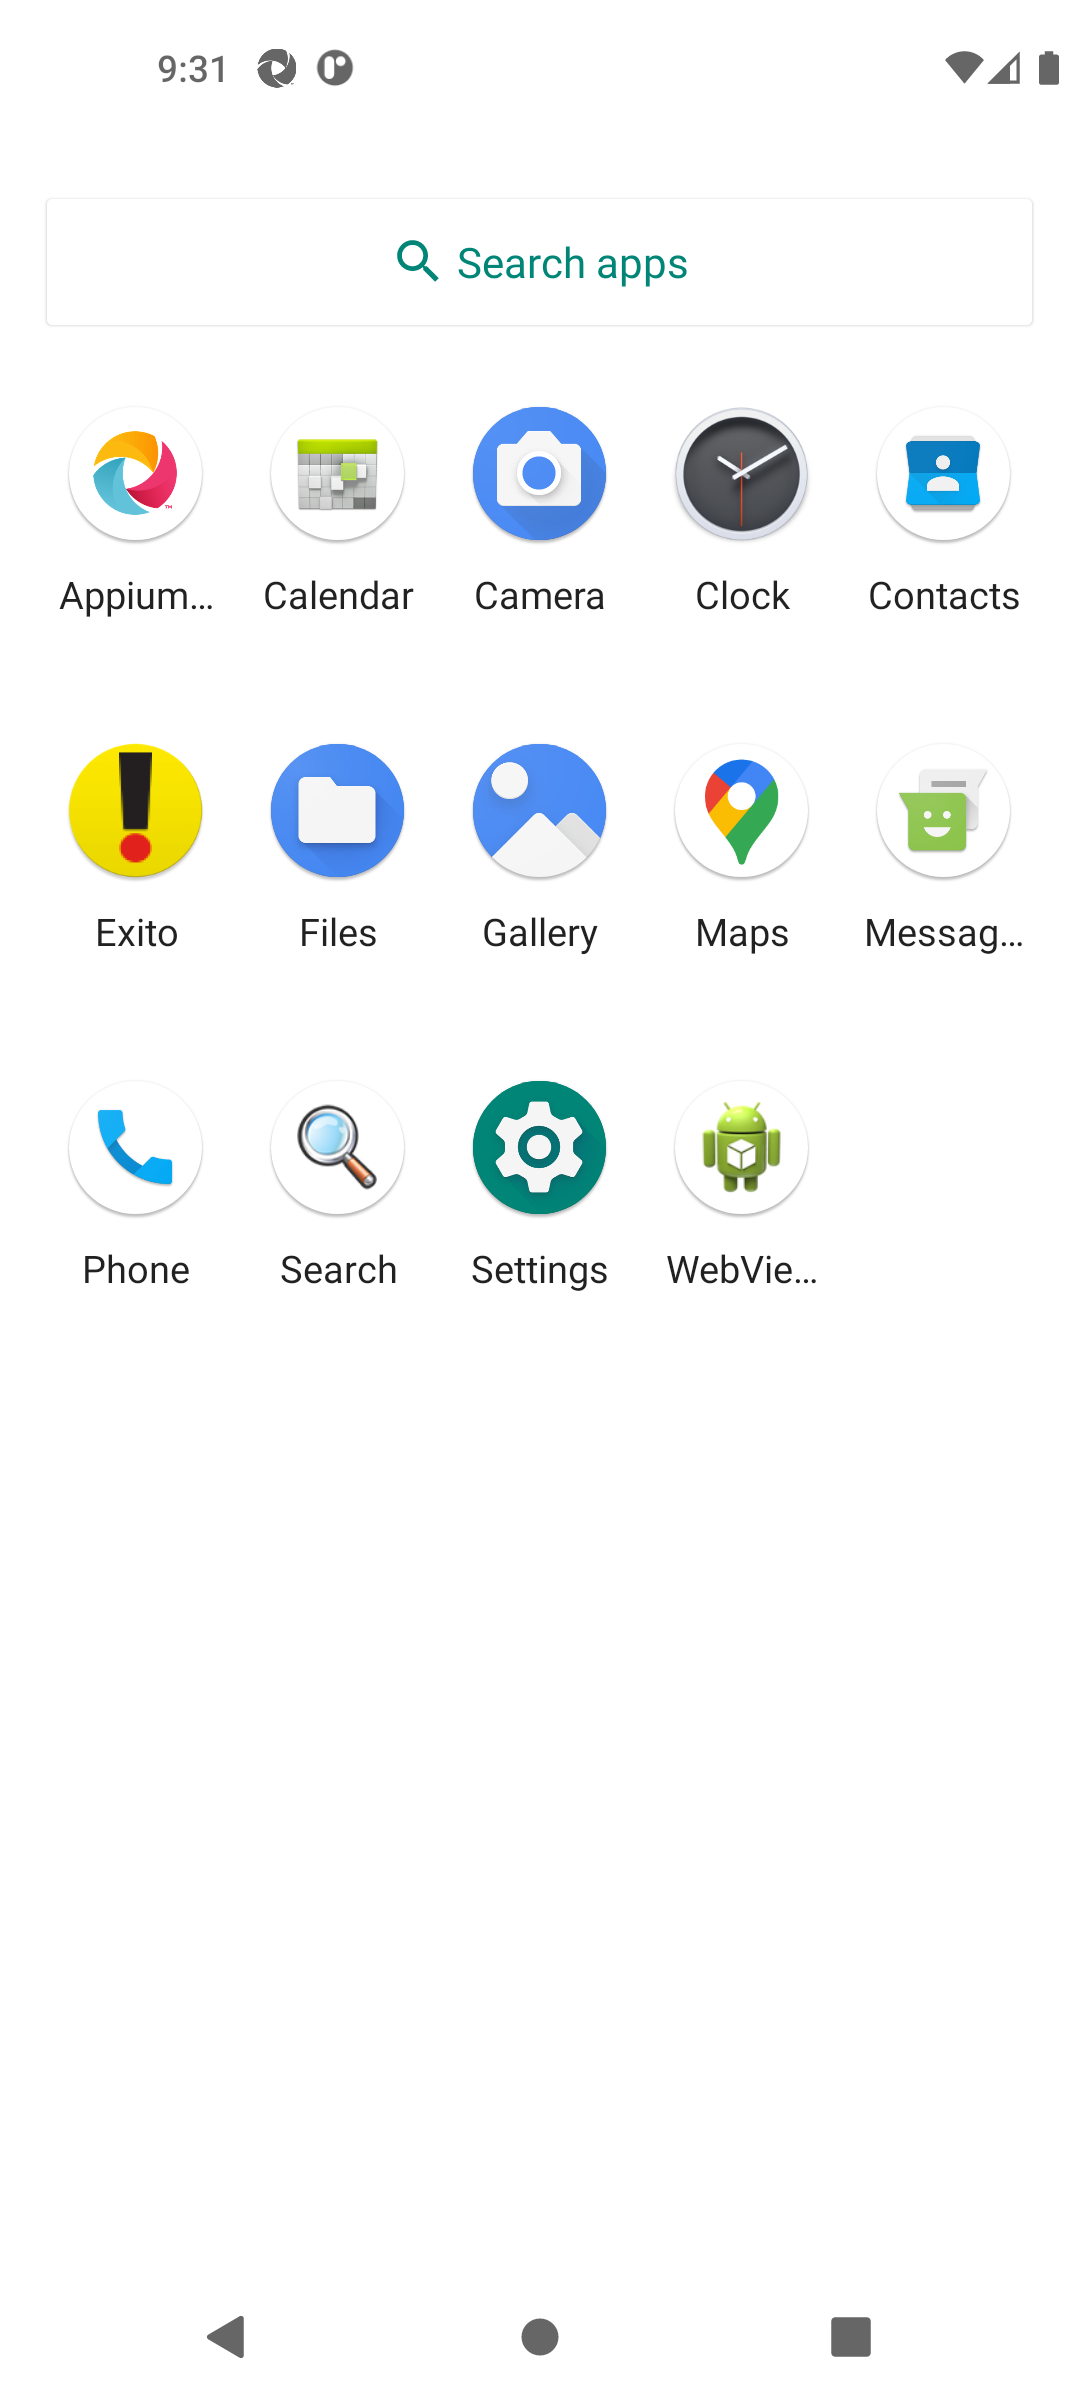 9:31
Search apps
Appium…
Calendar
Camera
Clock
Contacts
Exito
Files
Gallery
Maps
Messag…
Phone
Search
Settings
WebVie…